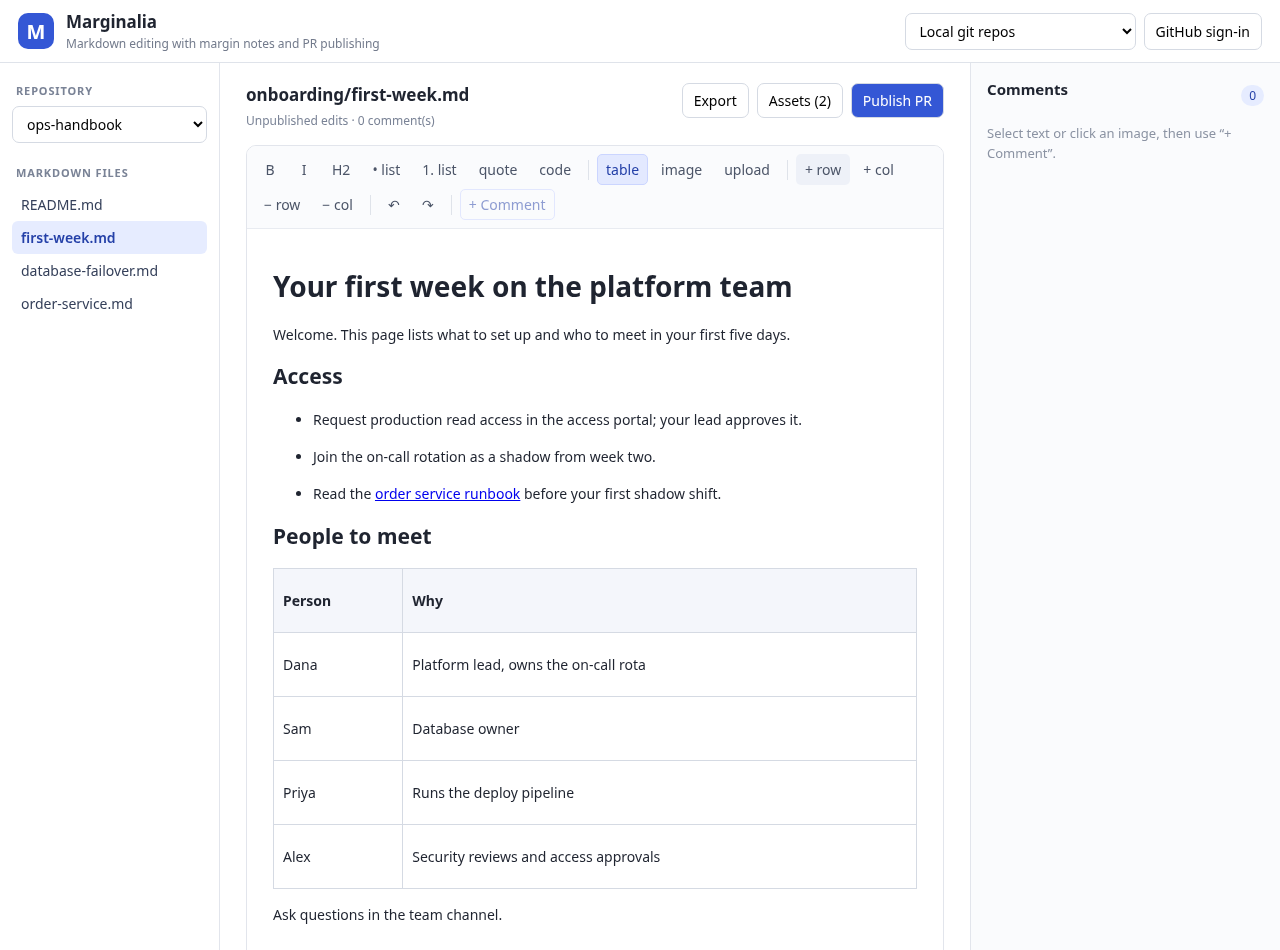 M
Marginalia
Markdown editing with margin notes and PR publishing
Local git repos
GitHub sign-in
REPOSITORY
ops-handbook
MARKDOWN FILES
README.md
first-week.md
database-failover.md
order-service.md
onboarding/first-week.md
Unpublished edits · 0 comment(s)
Export
Assets (2)
Publish PR
B I H2 • list 1. list quote code table image upload + row + col
− row − col ↶ ↷ + Comment
Your first week on the platform team
Welcome. This page lists what to set up and who to meet in your first five days.
Access
• Request production read access in the access portal; your lead approves it.
• Join the on-call rotation as a shadow from week two.
• Read the order service runbook before your first shadow shift.
People to meet
Person Why
Dana Platform lead, owns the on-call rota
Sam Database owner
Priya Runs the deploy pipeline
Alex Security reviews and access approvals
Ask questions in the team channel.
Comments
0
Select text or click an image, then use “+
Comment”.